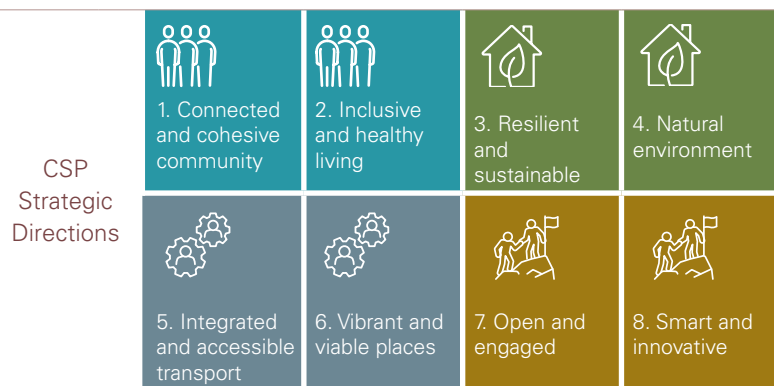 CSP
Strategic
Directions
1. Connected
and cohesive
community
2. Inclusive
and healthy
living
3. Resilient
and
sustainable
4. Natural
environment
5. Integrated
and accessible
transport
6. Vibrant and
viable places
7. Open and
engaged
8. Smart and
innovative